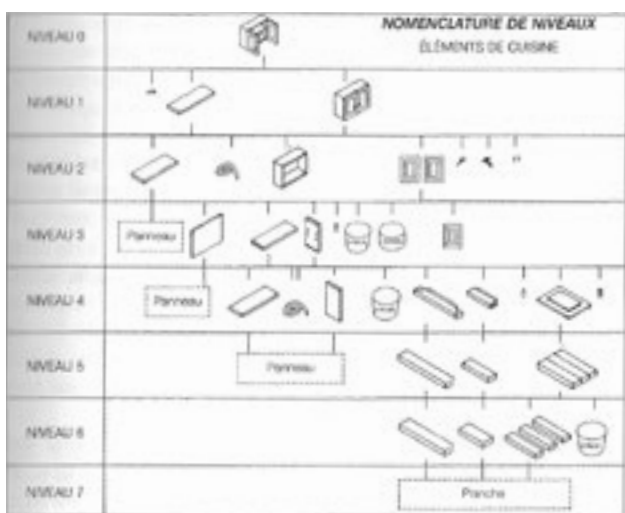 NOMENCLATURE DE NIVEAUX
ÉLÉMENTS DE CUISINE
NIVEAU 0
NIVEAU 1
NIVEAU 2
NIVEAU 3
Panneau
NIVEAU 4
Panneau
NIVEAU 5
Panneau
NIVEAU 6
NIVEAU 7
Planche